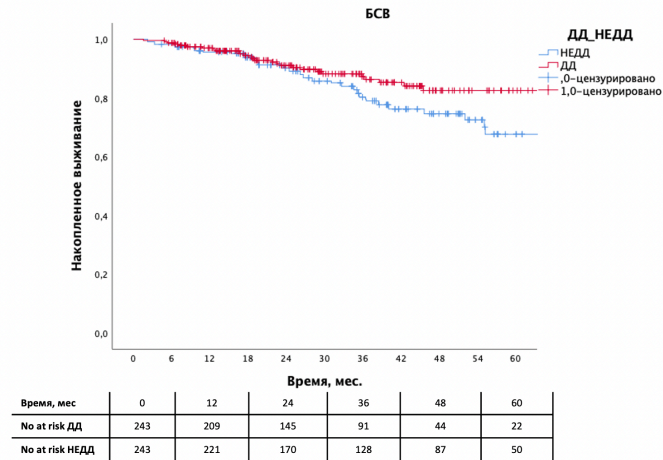 БСВ
ДД_НЕДД
НЕДД
ДД
,0-цензурировано
1,0-цензурировано
Накопленное выживание
1,0
0,8
0,6
0,4
0,2
0,0
0 6 12 18 24 30 36 42 48 54 60
Время, мес.
Время, мес 0 12 24 36 48 60
No at risk ДД 243 209 145 91 44 22
No at risk НЕДД 243 221 170 128 87 50